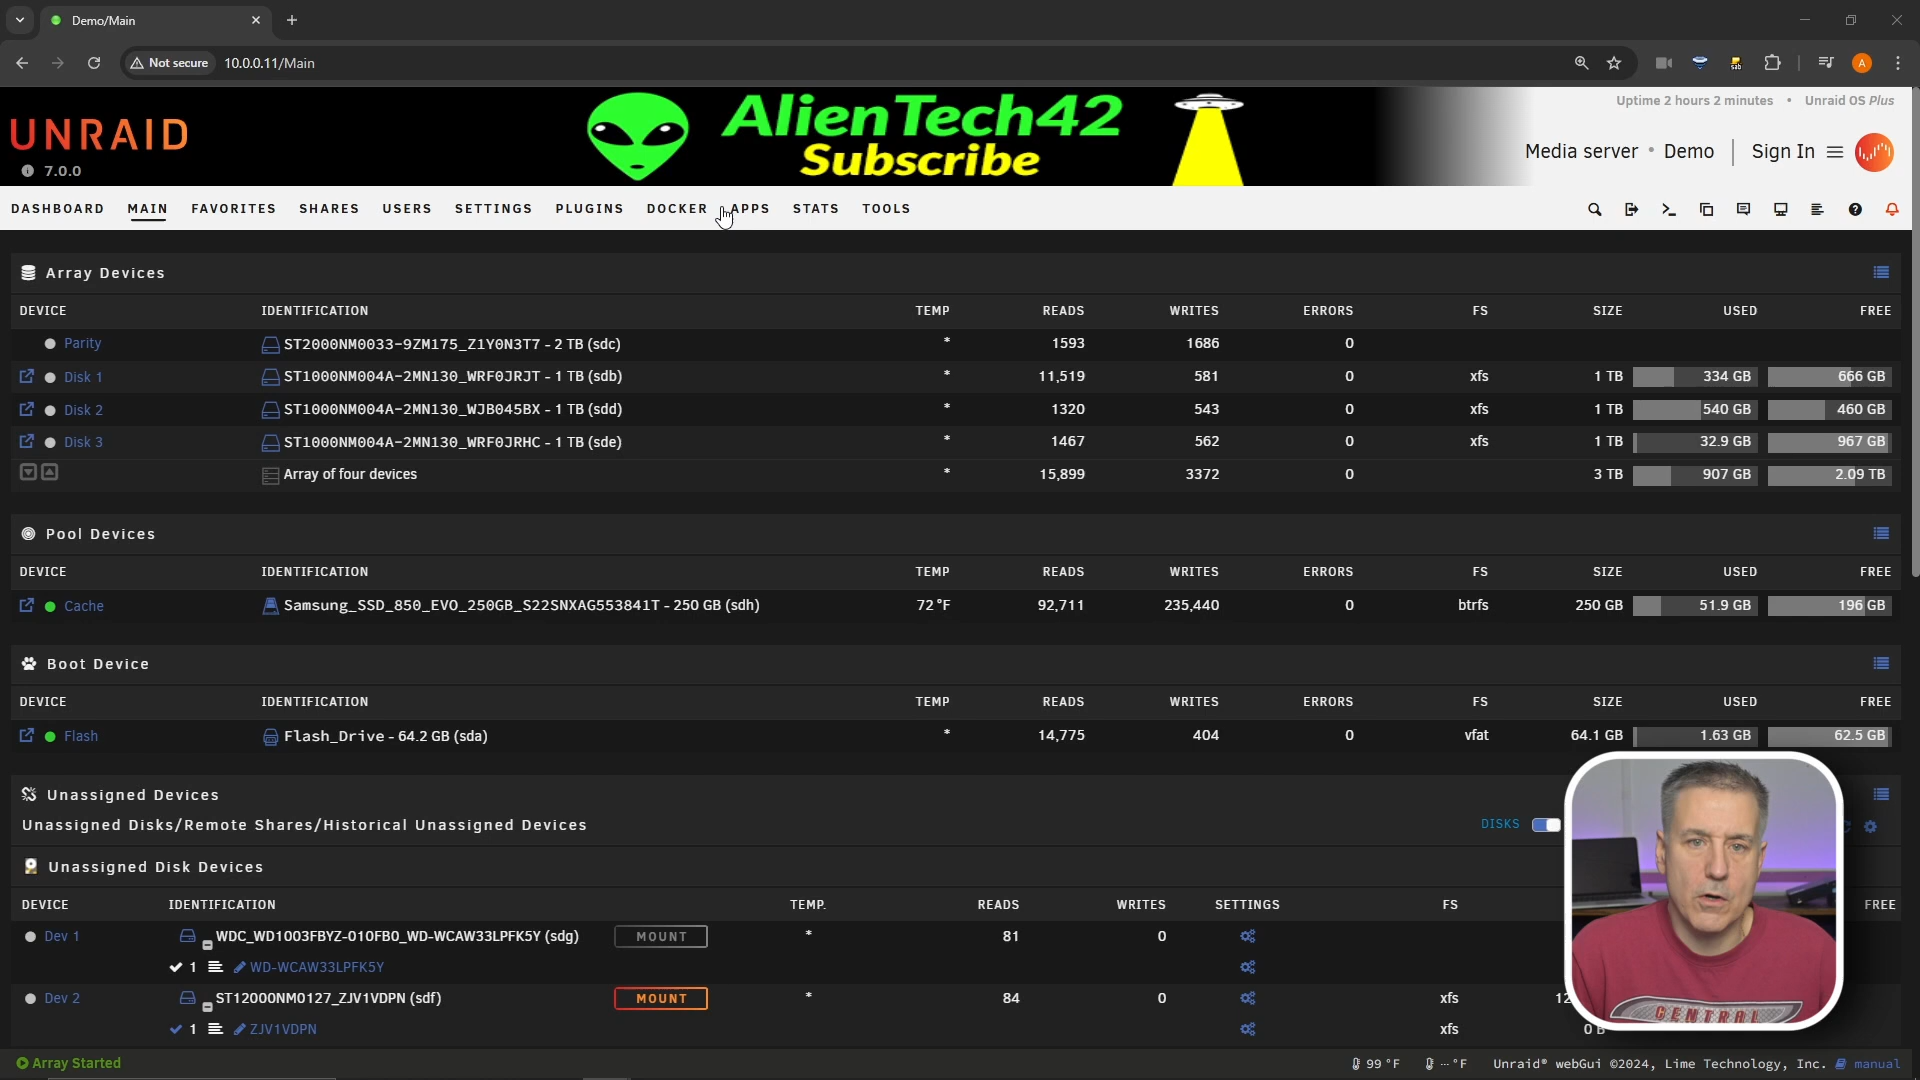 Demo/Main
Not secure 10.0.0.11/Main
UNRAID
7.0.0
AlienTech42
Subscribe
Uptime 2 hours 2 minutes • Unraid OS Plus
Media server • Demo | Sign In
DASHBOARD MAIN FAVORITES SHARES USERS SETTINGS PLUGINS DOCKER APPS STATS TOOLS
Array Devices
DEVICE IDENTIFICATION TEMP READS WRITES ERRORS FS SIZE USED FREE
Parity ST2000NM0033-9ZM175_Z1Y0N3T7 - 2 TB (sdc) * 1593 1686 0
Disk 1 ST1000NM004A-2MN130_WRF0JRJT - 1 TB (sdb) * 11,519 581 0 xfs 1 TB 334 GB 666 GB
Disk 2 ST1000NM004A-2MN130_WJB045BX - 1 TB (sdd) * 1320 543 0 xfs 1 TB 540 GB 460 GB
Disk 3 ST1000NM004A-2MN130_WRF0JRHC - 1 TB (sde) * 1467 562 0 xfs 1 TB 32.9 GB 967 GB
Array of four devices * 15,899 3372 0 3 TB 907 GB 2.09 TB
Pool Devices
DEVICE IDENTIFICATION TEMP READS WRITES ERRORS FS SIZE USED FREE
Cache Samsung_SSD_850_EVO_250GB_S22SNXAG553841T - 250 GB (sdh) 72 °F 92,711 235,440 0 btrfs 250 GB 51.9 GB 196 GB
Boot Device
DEVICE IDENTIFICATION TEMP READS WRITES ERRORS FS SIZE USED FREE
Flash Flash_Drive - 64.2 GB (sda) * 14,775 404 0 vfat 64.1 GB 1.63 GB 62.5 GB
Unassigned Devices
Unassigned Disks/Remote Shares/Historical Unassigned Devices DISKS
Unassigned Disk Devices
DEVICE IDENTIFICATION TEMP. READS WRITES SETTINGS FS FREE
Dev 1 WDC_WD1003FBYZ-010FB0_WD-WCAW33LPFK5Y (sdg) MOUNT * 81 0
1 WD-WCAW33LPFK5Y
Dev 2 ST12000NM0127_ZJV1VDPN (sdf) MOUNT * 84 0 xfs 12
1 ZJV1VDPN xfs 0 B
CENTRAL
Array Started 99 °F -- °F Unraid® webGui ©2024, Lime Technology, Inc. manual